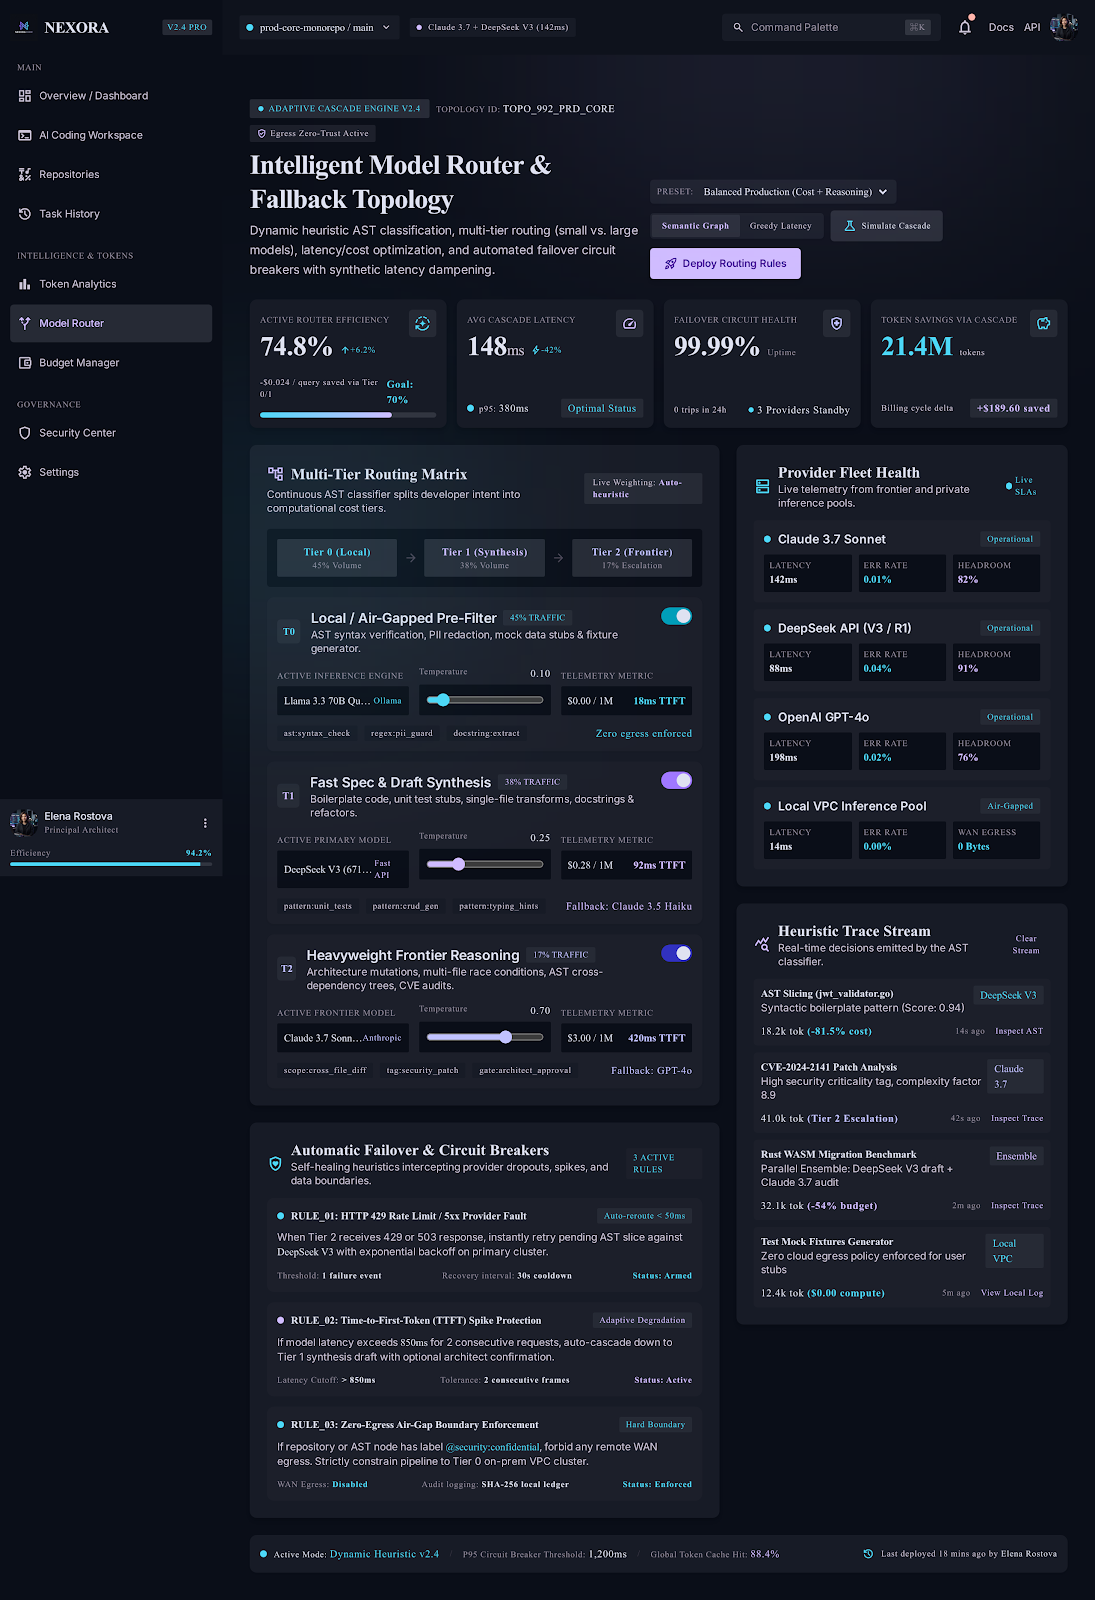 NEXORA
V2.4 PRO
prod-core-monorepo / main
Claude 3.7 + DeepSeek V3 (142ms)
Command Palette
⌘K
Docs
API
MAIN
Overview / Dashboard
AI Coding Workspace
Repositories
Task History
INTELLIGENCE & TOKENS
Token Analytics
Model Router
Budget Manager
GOVERNANCE
Security Center
Settings
Elena Rostova
Principal Architect
Efficiency
94.2%
ADAPTIVE CASCADE ENGINE V2.4
TOPOLOGY ID: TOPO_992_PRD_CORE
Egress Zero-Trust Active
Intelligent Model Router &
Fallback Topology
Dynamic heuristic AST classification, multi-tier routing (small vs. large
models), latency/cost optimization, and automated failover circuit
breakers with synthetic latency dampening.
PRESET: Balanced Production (Cost + Reasoning)
Semantic Graph
Greedy Latency
Simulate Cascade
Deploy Routing Rules
ACTIVE ROUTER EFFICIENCY
74.8% +6.2%
-$0.024 / query saved via Tier
0/1
Goal:
70%
AVG CASCADE LATENCY
148ms -42%
p95: 380ms
Optimal Status
FAILOVER CIRCUIT HEALTH
99.99% Uptime
0 trips in 24h
3 Providers Standby
TOKEN SAVINGS VIA CASCADE
21.4M tokens
Billing cycle delta
+$189.60 saved
Multi-Tier Routing Matrix
Continuous AST classifier splits developer intent into
computational cost tiers.
Live Weighting: Auto-
heuristic
Tier 0 (Local)
45% Volume
Tier 1 (Synthesis)
38% Volume
Tier 2 (Frontier)
17% Escalation
T0
Local / Air-Gapped Pre-Filter
45% TRAFFIC
AST syntax verification, PII redaction, mock data stubs & fixture
generator.
ACTIVE INFERENCE ENGINE
Llama 3.3 70B Qu... Ollama
Temperature 0.10
TELEMETRY METRIC
$0.00 / 1M 18ms TTFT
ast:syntax_check
regex:pii_guard
docstring:extract
Zero egress enforced
T1
Fast Spec & Draft Synthesis
38% TRAFFIC
Boilerplate code, unit test stubs, single-file transforms, docstrings &
refactors.
ACTIVE PRIMARY MODEL
DeepSeek V3 (671...
Fast
API
Temperature 0.25
TELEMETRY METRIC
$0.28 / 1M 92ms TTFT
pattern:unit_tests
pattern:crud_gen
pattern:typing_hints
Fallback: Claude 3.5 Haiku
T2
Heavyweight Frontier Reasoning
17% TRAFFIC
Architecture mutations, multi-file race conditions, AST cross-
dependency trees, CVE audits.
ACTIVE FRONTIER MODEL
Claude 3.7 Sonn... Anthropic
Temperature 0.70
TELEMETRY METRIC
$3.00 / 1M 420ms TTFT
scope:cross_file_diff
tag:security_patch
gate:architect_approval
Fallback: GPT-4o
Automatic Failover & Circuit Breakers
Self-healing heuristics intercepting provider dropouts, spikes, and
data boundaries.
3 ACTIVE
RULES
RULE_01: HTTP 429 Rate Limit / 5xx Provider Fault
Auto-reroute < 50ms
When Tier 2 receives 429 or 503 response, instantly retry pending AST slice against
DeepSeek V3 with exponential backoff on primary cluster.
Threshold: 1 failure event
Recovery interval: 30s cooldown
Status: Armed
RULE_02: Time-to-First-Token (TTFT) Spike Protection
Adaptive Degradation
If model latency exceeds 850ms for 2 consecutive requests, auto-cascade down to
Tier 1 synthesis draft with optional architect confirmation.
Latency Cutoff: > 850ms
Tolerance: 2 consecutive frames
Status: Active
RULE_03: Zero-Egress Air-Gap Boundary Enforcement
Hard Boundary
If repository or AST node has label @security:confidential, forbid any remote WAN
egress. Strictly constrain pipeline to Tier 0 on-prem VPC cluster.
WAN Egress: Disabled
Audit logging: SHA-256 local ledger
Status: Enforced
Provider Fleet Health
Live telemetry from frontier and private
inference pools.
Live
SLAs
Claude 3.7 Sonnet
Operational
LATENCY
142ms
ERR RATE
0.01%
HEADROOM
82%
DeepSeek API (V3 / R1)
Operational
LATENCY
88ms
ERR RATE
0.04%
HEADROOM
91%
OpenAI GPT-4o
Operational
LATENCY
198ms
ERR RATE
0.02%
HEADROOM
76%
Local VPC Inference Pool
Air-Gapped
LATENCY
14ms
ERR RATE
0.00%
WAN EGRESS
0 Bytes
Heuristic Trace Stream
Real-time decisions emitted by the AST
classifier.
Clear
Stream
AST Slicing (jwt_validator.go)
DeepSeek V3
Syntactic boilerplate pattern (Score: 0.94)
18.2k tok (-81.5% cost)
14s ago
Inspect AST
CVE-2024-2141 Patch Analysis
Claude
3.7
High security criticality tag, complexity factor
8.9
41.0k tok (Tier 2 Escalation)
42s ago
Inspect Trace
Rust WASM Migration Benchmark
Ensemble
Parallel Ensemble: DeepSeek V3 draft +
Claude 3.7 audit
32.1k tok (-54% budget)
2m ago
Inspect Trace
Test Mock Fixtures Generator
Local
VPC
Zero cloud egress policy enforced for user
stubs
12.4k tok ($0.00 compute)
5m ago
View Local Log
Active Mode: Dynamic Heuristic v2.4
/
P95 Circuit Breaker Threshold: 1,200ms
/
Global Token Cache Hit: 88.4%
Last deployed 18 mins ago by Elena Rostova